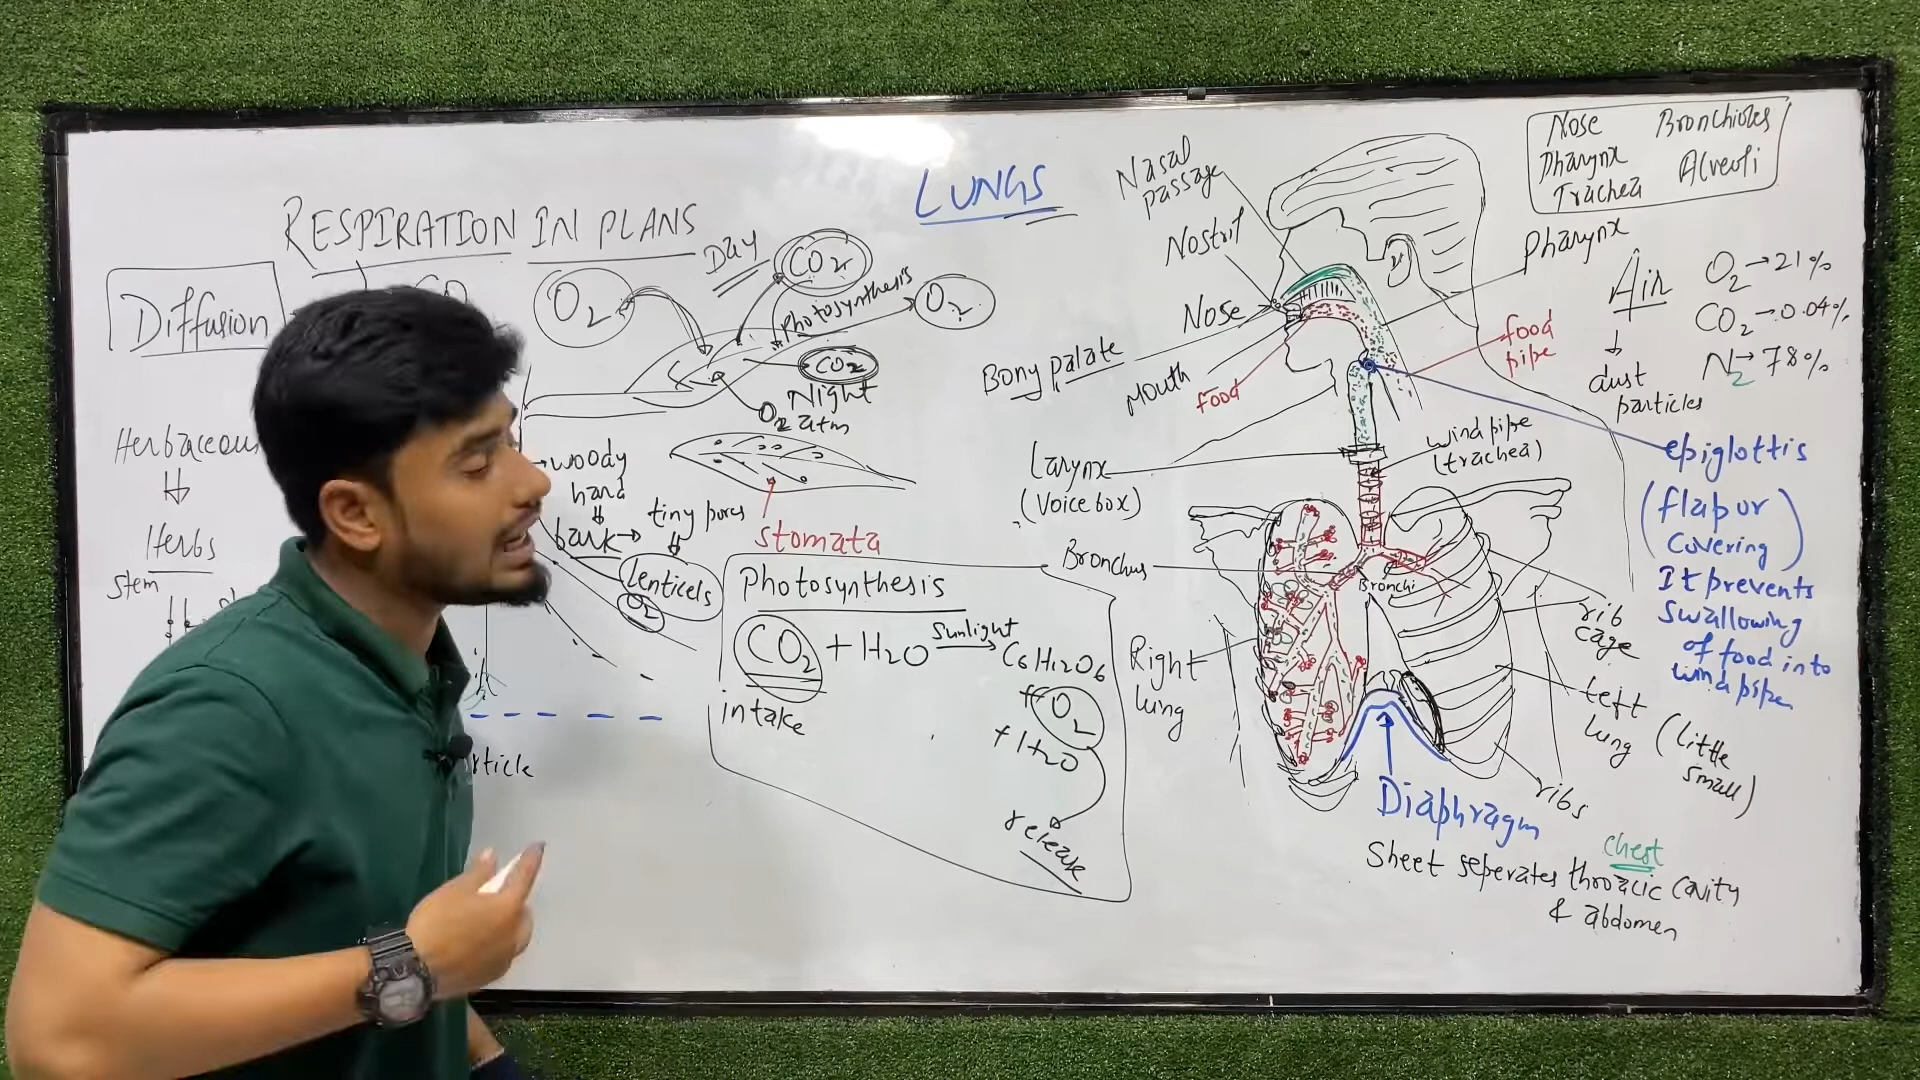 RESPIRATION IN PLANS
Diffusion
CO
O2
Day
CO2
Photosynthesis
O2
CO2
Night
O2 atm
Herbaceous
Herbs
Stem
woody
hard
bark
tiny pores
Lenticels
O2
Stomata
rticle
Photosynthesis
CO2 + H2O Sunlight C6H12O6
intake
O2
+ H2O
release
LUNGS
Nasal
passage
Nostril
Nose
Bony palate
Mouth
Food
Larynx
(Voice box)
Bronchus
Right
lung
Nose Bronchioles
Pharynx Alveoli
Trachea
Pharynx
Food
pipe
Air
O2 → 21%
CO2 → 0.04%
N2 → 78%
dust
particles
wind pipe
(trachea)
epiglottis
(flap or
covering)
It prevents
Swallowing
of food into
wind pipe
Bronchi
rib
cage
Left
lung (little
small)
ribs
Diaphragm
Chest
Sheet seperates throacic cavity
& abdomen